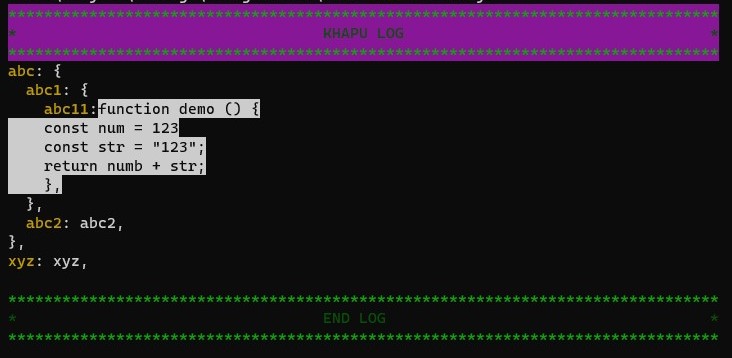 *******************************************************************************
*                                  KHAPU LOG                                  *
*******************************************************************************
abc: {
  abc1: {
    abc11:function demo () {
    const num = 123
    const str = "123";
    return numb + str;
    },
  },
  abc2: abc2,
},
xyz: xyz,

*******************************************************************************
*                                  END LOG                                    *
*******************************************************************************